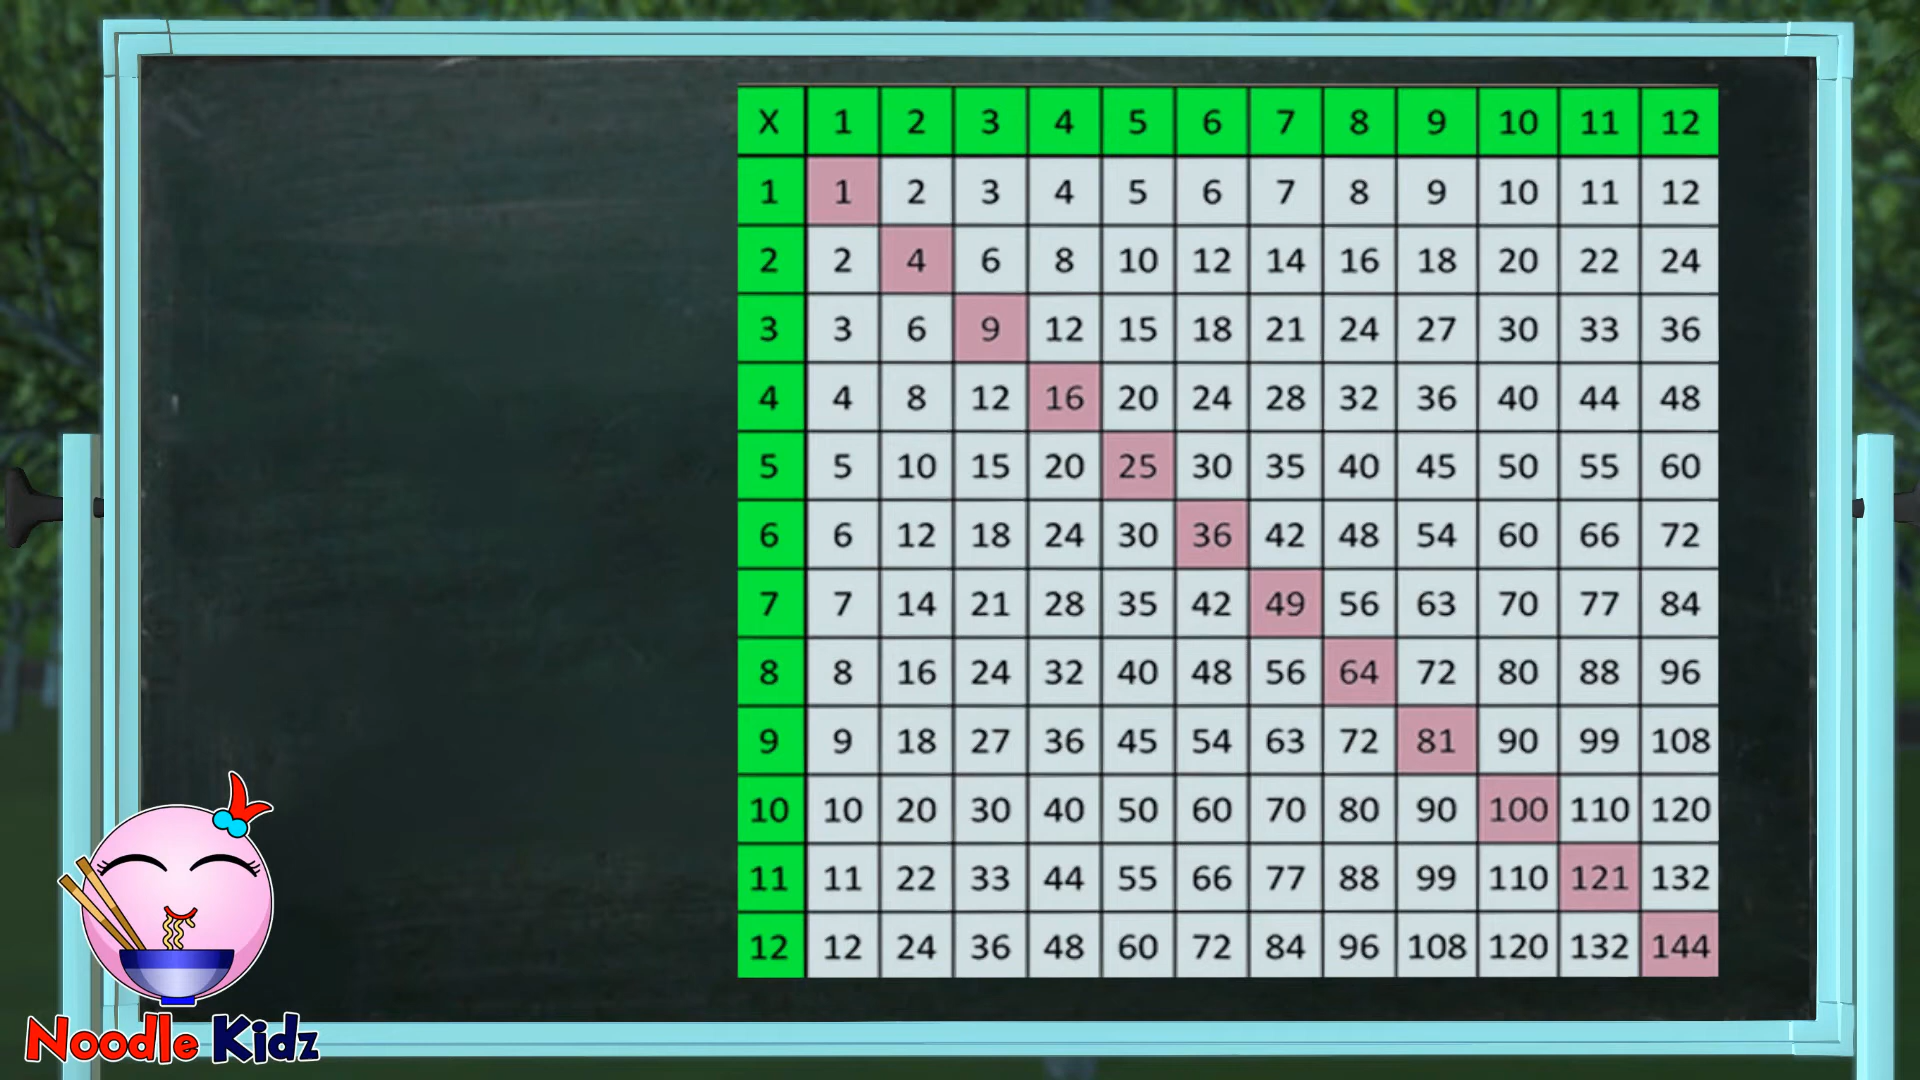 X 1 2 3 4 5 6 7 8 9 10 11 12
1 1 2 3 4 5 6 7 8 9 10 11 12
2 2 4 6 8 10 12 14 16 18 20 22 24
3 3 6 9 12 15 18 21 24 27 30 33 36
4 4 8 12 16 20 24 28 32 36 40 44 48
5 5 10 15 20 25 30 35 40 45 50 55 60
6 6 12 18 24 30 36 42 48 54 60 66 72
7 7 14 21 28 35 42 49 56 63 70 77 84
8 8 16 24 32 40 48 56 64 72 80 88 96
9 9 18 27 36 45 54 63 72 81 90 99 108
10 10 20 30 40 50 60 70 80 90 100 110 120
11 11 22 33 44 55 66 77 88 99 110 121 132
12 12 24 36 48 60 72 84 96 108 120 132 144
Noodle Kidz